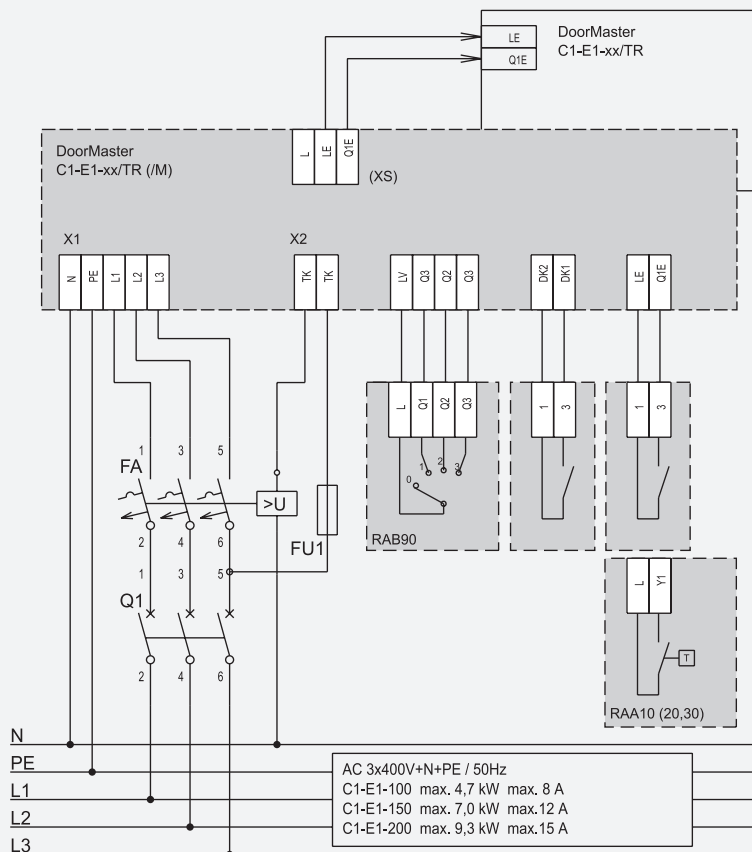 LE
Q1E
DoorMaster
C1-E1-xx/TR
DoorMaster
C1-E1-xx/TR (/M)
L
LE
Q1E
(XS)
X1
X2
N
PE
L1
L2
L3
TK
TK
LV
Q3
Q2
Q3
DK2
DK1
LE
Q1E
L
Q1
Q2
Q3
1
3
1
3
0
1
2
3
RAB90
1
3
5
FA
>U
FU1
2
4
6
1
3
5
Q1
2
4
6
L
Y1
T
RAA10 (20,30)
N
PE
L1
L2
L3
AC 3x400V+N+PE / 50Hz
C1-E1-100 max. 4,7 kW max. 8 A
C1-E1-150 max. 7,0 kW max.12 A
C1-E1-200 max. 9,3 kW max.15 A